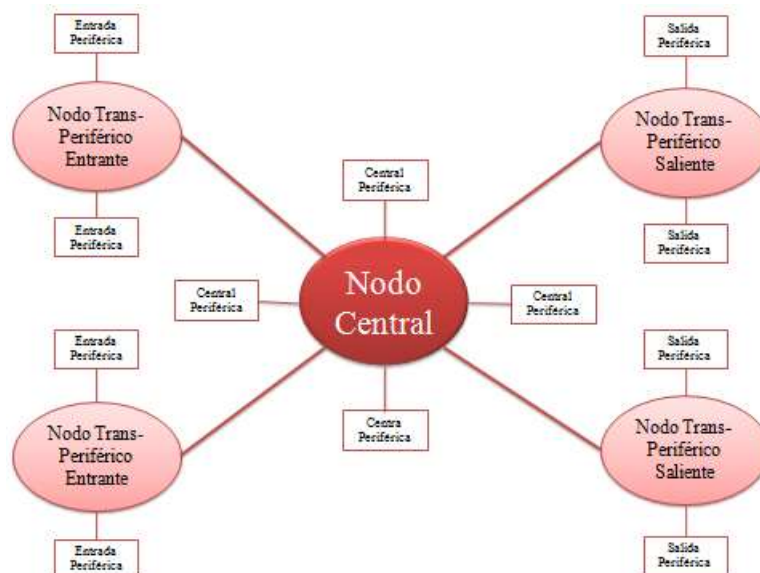 Entrada
Periférica
Salida
Periférica
Nodo Trans-
Periférico
Entrante
Nodo Trans-
Periférico
Saliente
Central
Periférica
Entrada
Periférica
Salida
Periférica
Central
Periférica
Nodo
Central
Central
Periférica
Entrada
Periférica
Salida
Periférica
Centra
Periférica
Nodo Trans-
Periférico
Entrante
Nodo Trans-
Periférico
Saliente
Entrada
Periférica
Salida
Periférica